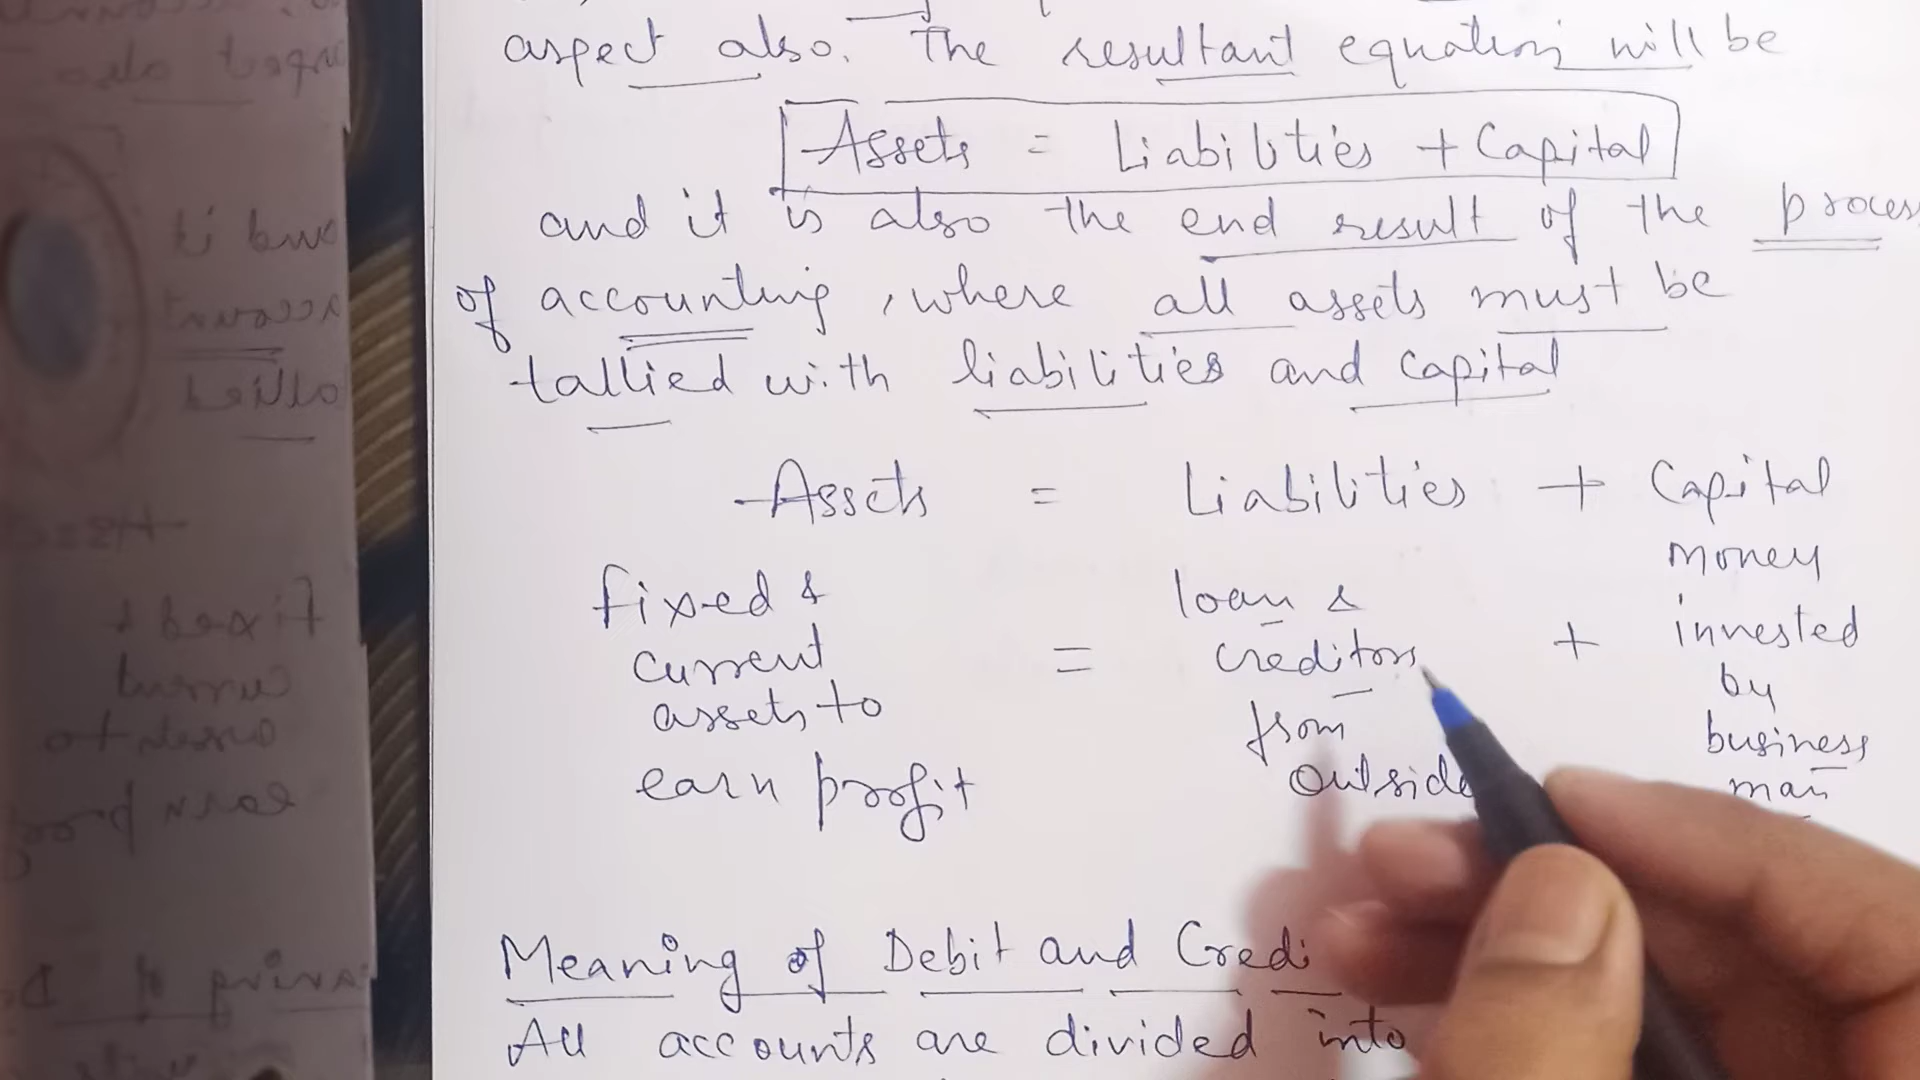 aspect also. The resultant equation will be
Assets = Liabilities + Capital
and it is also the end result of the proces
of accounting, where all assets must be
tallied with liabilities and capital
Assets = Liabilities + Capital
fixed & current assets to earn profit = loan & creditors from outside + money invested by business man
Meaning of Debit and Credi
All accounts are divided into